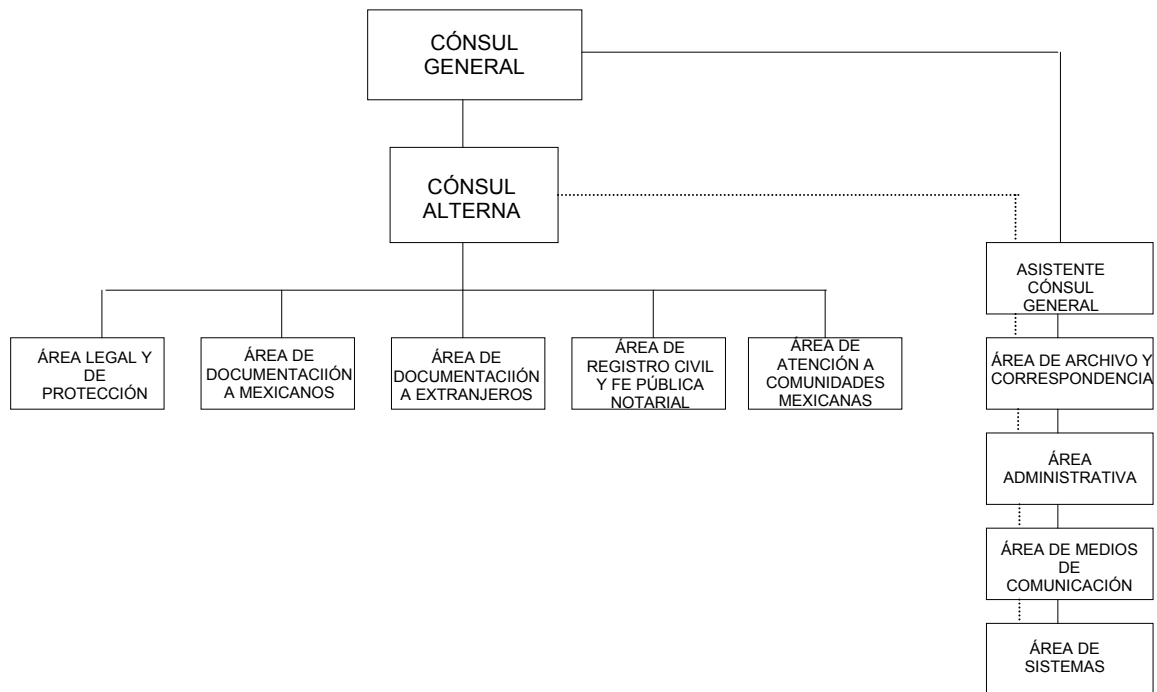 CÓNSUL
GENERAL
CÓNSUL
ALTERNA
ASISTENTE
CÓNSUL
GENERAL
ÁREA LEGAL Y
DE
PROTECCIÓN
ÁREA DE
DOCUMENTACIIÓN
A MEXICANOS
ÁREA DE
DOCUMENTACIIÓN
A EXTRANJEROS
ÁREA DE
REGISTRO CIVIL
Y FE PÚBLICA
NOTARIAL
ÁREA DE
ATENCIÓN A
COMUNIDADES
MEXICANAS
ÁREA DE ARCHIVO Y
CORRESPONDENCIA
ÁREA
ADMINISTRATIVA
ÁREA DE MEDIOS
DE
COMUNICACIÓN
ÁREA DE
SISTEMAS